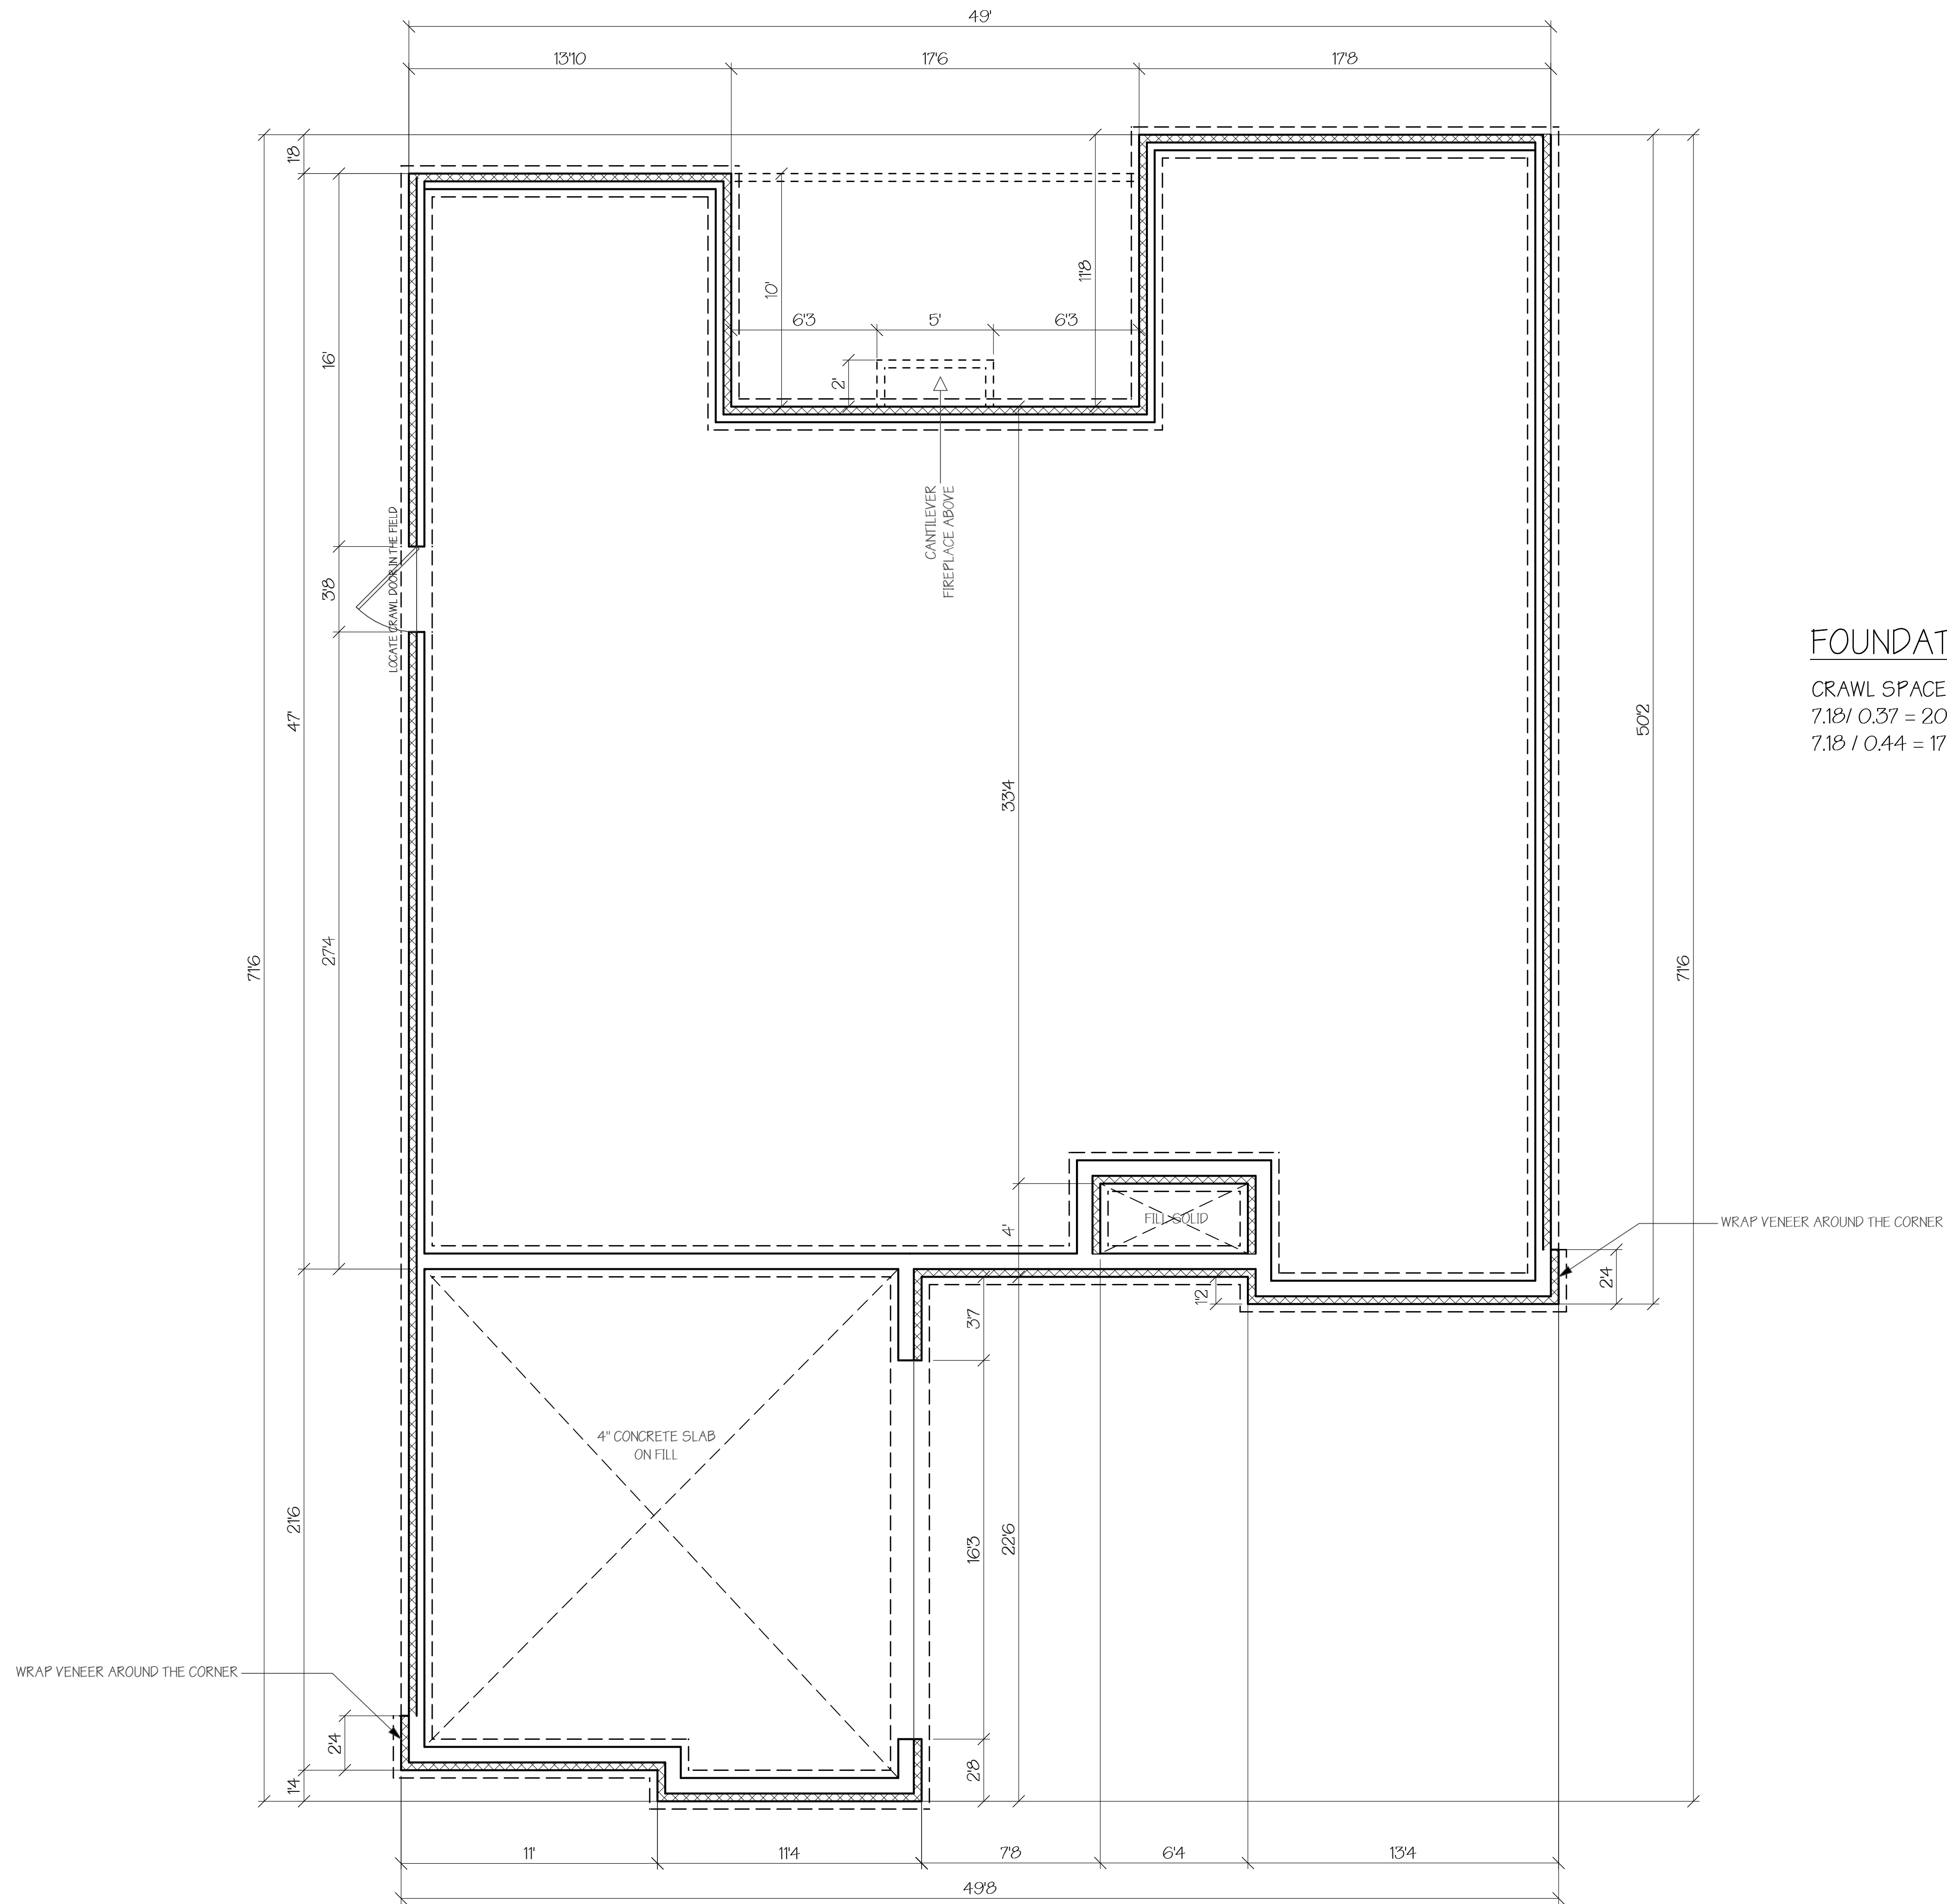 49'
13'10
17'6
17'8
1'8
16'
10'
11'8
6'3
5'
6'3
2'
CANTILEVER
FIREPLACE ABOVE
LOCATE CRAWL DOOR IN THE FIELD
3'8
47'
27'4
71'6
33'4
50'2
71'6
FOUNDAT
CRAWL SPACE
7.18/ 0.37 = 20
7.18 / 0.44 = 17
4'
FILL SOLID
WRAP VENEER AROUND THE CORNER
2'4
1'2
3'7
4" CONCRETE SLAB
ON FILL
21'6
16'3
22'6
WRAP VENEER AROUND THE CORNER
2'4
1'4
2'8
11'
11'4
7'8
6'4
13'4
49'8